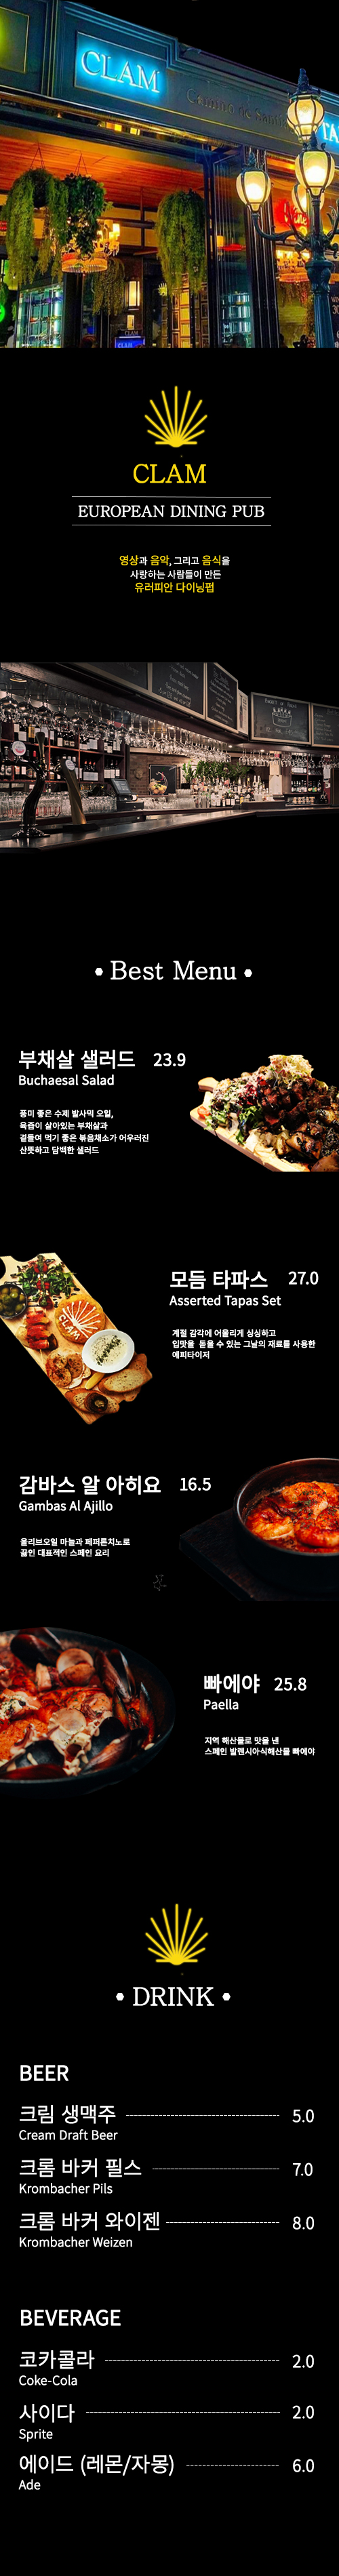 CLAM
CLAM
EUROPEAN DINING PUB
영상과 음악, 그리고 음식을
사랑하는 사람들이 만든
유러피안 다이닝펍
• Best Menu •
부채살 샐러드 23.9
Buchaesal Salad
풍미 좋은 수제 발사믹 오일,
육즙이 살아있는 부채살과
곁들여 먹기 좋은 볶음채소가 어우러진
산뜻하고 담백한 샐러드
모듬 타파스 27.0
Asserted Tapas Set
계절 감각에 어울리게 싱싱하고
입맛을 돋울 수 있는 그날의 재료를 사용한
에피타이저
CLAM
감바스 알 아히요 16.5
Gambas Al Ajillo
올리브오일 마늘과 페퍼론치노로
끓인 대표적인 스페인 요리
빠에야 25.8
Paella
지역 해산물로 맛을 낸
스페인 발렌시아식해산물 빠에야
• DRINK •
BEER
크림 생맥주 5.0
Cream Draft Beer
크롬 바커 필스 7.0
Krombacher Pils
크롬 바커 와이젠 8.0
Krombacher Weizen
BEVERAGE
코카콜라 2.0
Coke-Cola
사이다 2.0
Sprite
에이드 (레몬/자몽) 6.0
Ade